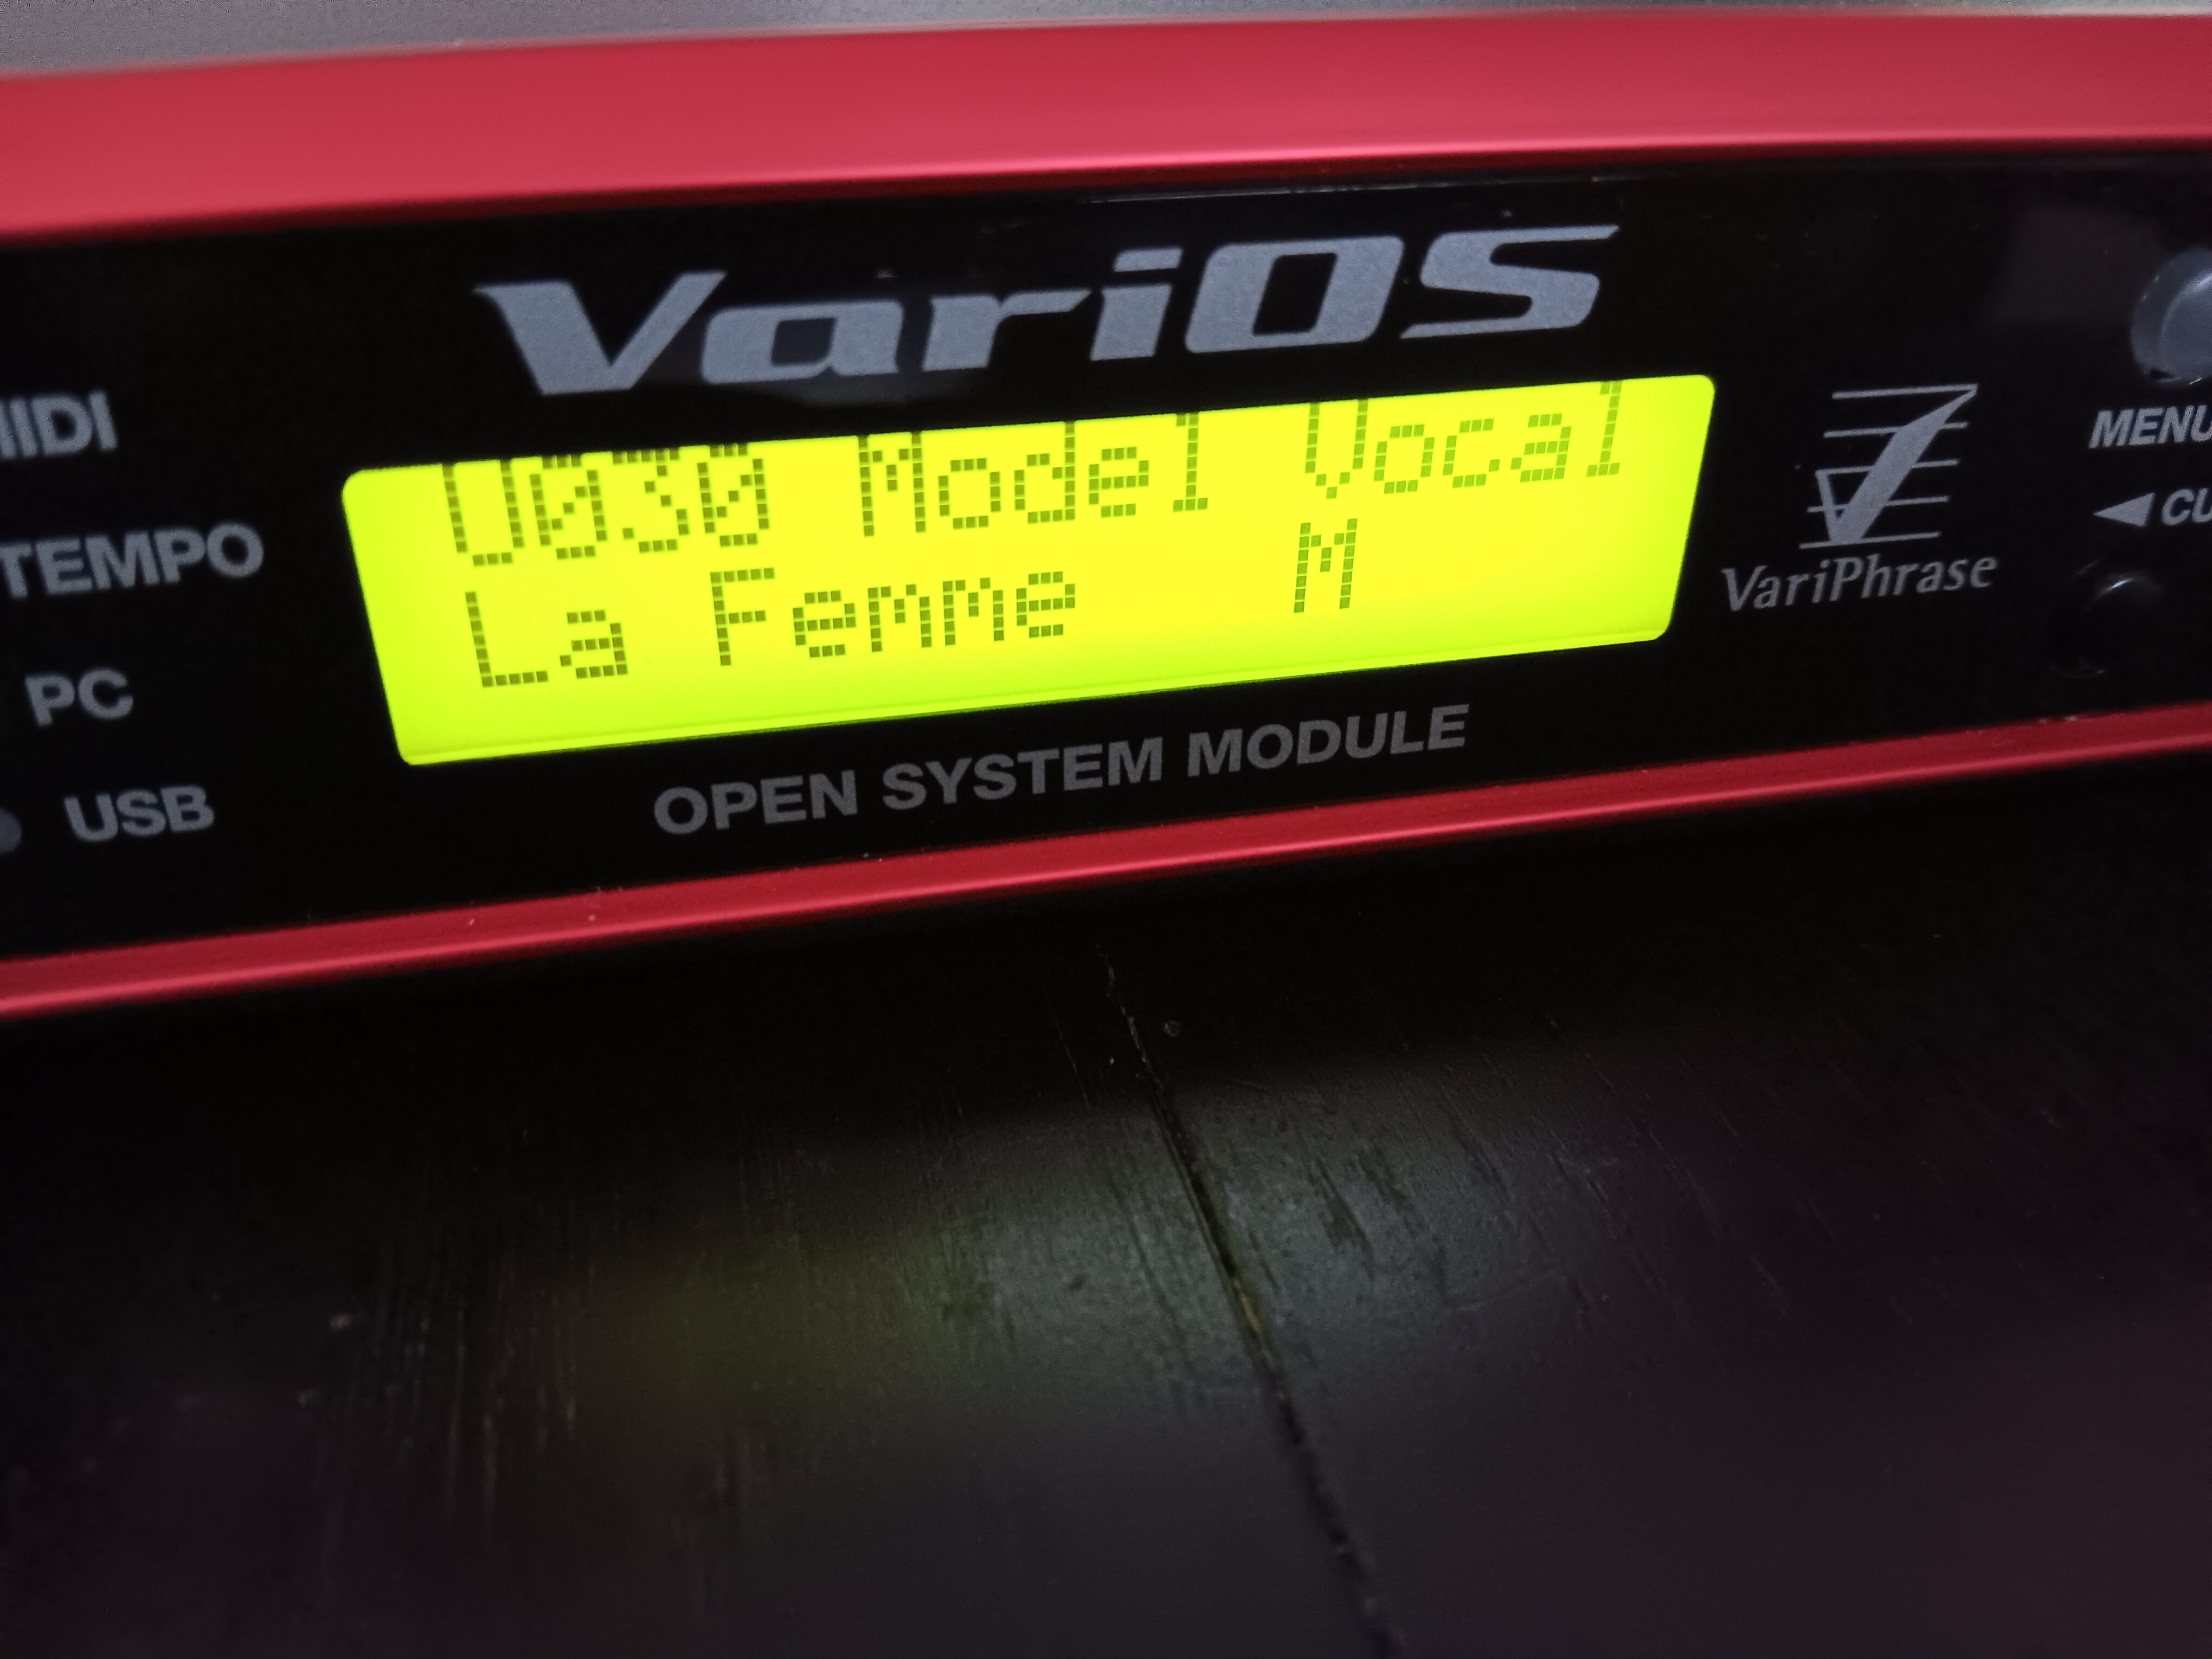 VariOS
MIDI
U030 Model Vocal
La Femme M
TEMPO
PC
USB
VariPhrase
MENU
OPEN SYSTEM MODULE